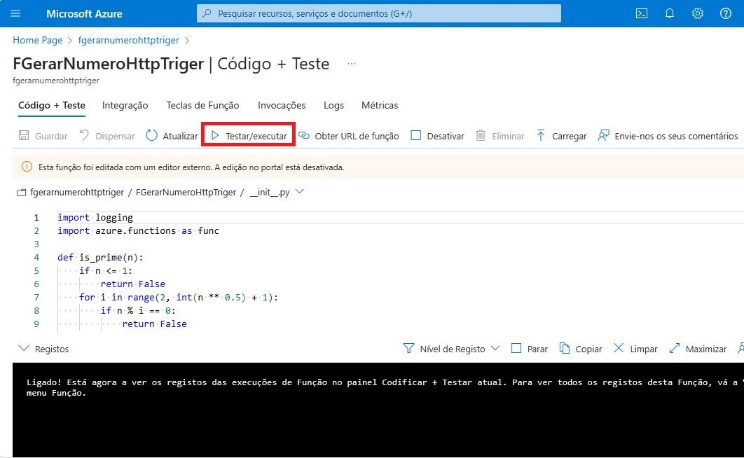 Microsoft Azure
Pesquisar recursos, serviços e documentos (G+/)
Home Page > fgerarnumerohttptriger >
FGerarNumeroHttpTriger | Código + Teste ...
fgerarnumerohttptriger
Código + Teste Integração Teclas de Função Invocações Logs Métricas
Guardar Dispensar Atualizar Testar/executar Obter URL de função Desativar Eliminar Carregar Envie-nos os seus comentários
Esta função foi editada com um editor externo. A edição no portal está desativada.
fgerarnumerohttptriger / FGerarNumeroHttpTriger / __init__.py
1 import logging
2 import azure.functions as func
3
4 def is_prime(n):
5 if n <= 1:
6 return False
7 for i in range(2, int(n ** 0.5) + 1):
8 if n % i == 0:
9 return False
Registos Nível de Registo Parar Copiar Limpar Maximizar
Ligado! Está agora a ver os registos das execuções de Função no painel Codificar + Testar atual. Para ver todos os registos desta Função, vá a "
menu Função.